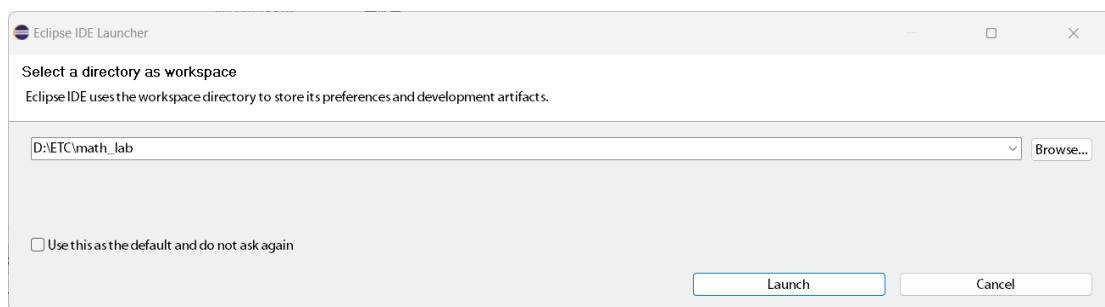 Eclipse IDE Launcher
Select a directory as workspace
Eclipse IDE uses the workspace directory to store its preferences and development artifacts.
D:\ETC\math_lab
Browse...
Use this as the default and do not ask again
Launch
Cancel